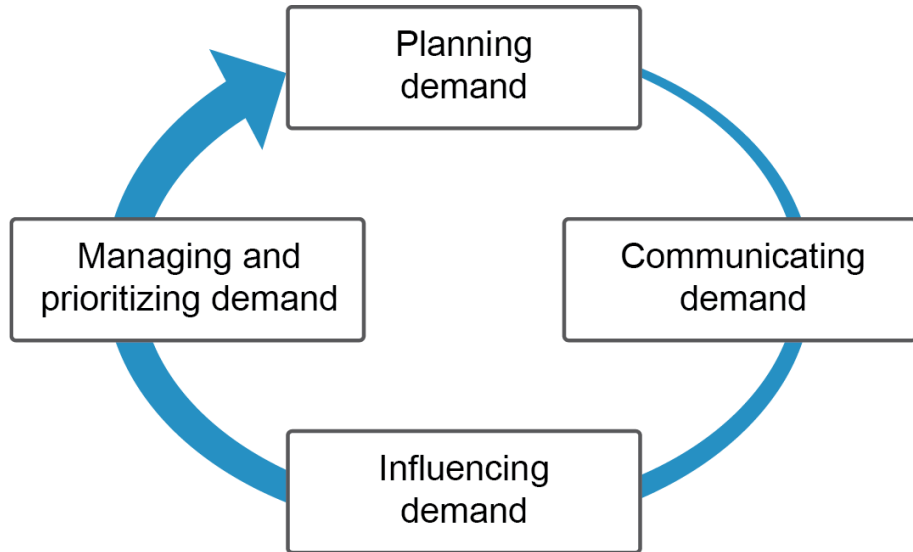 Planning
demand
Communicating
demand
Influencing
demand
Managing and
prioritizing demand